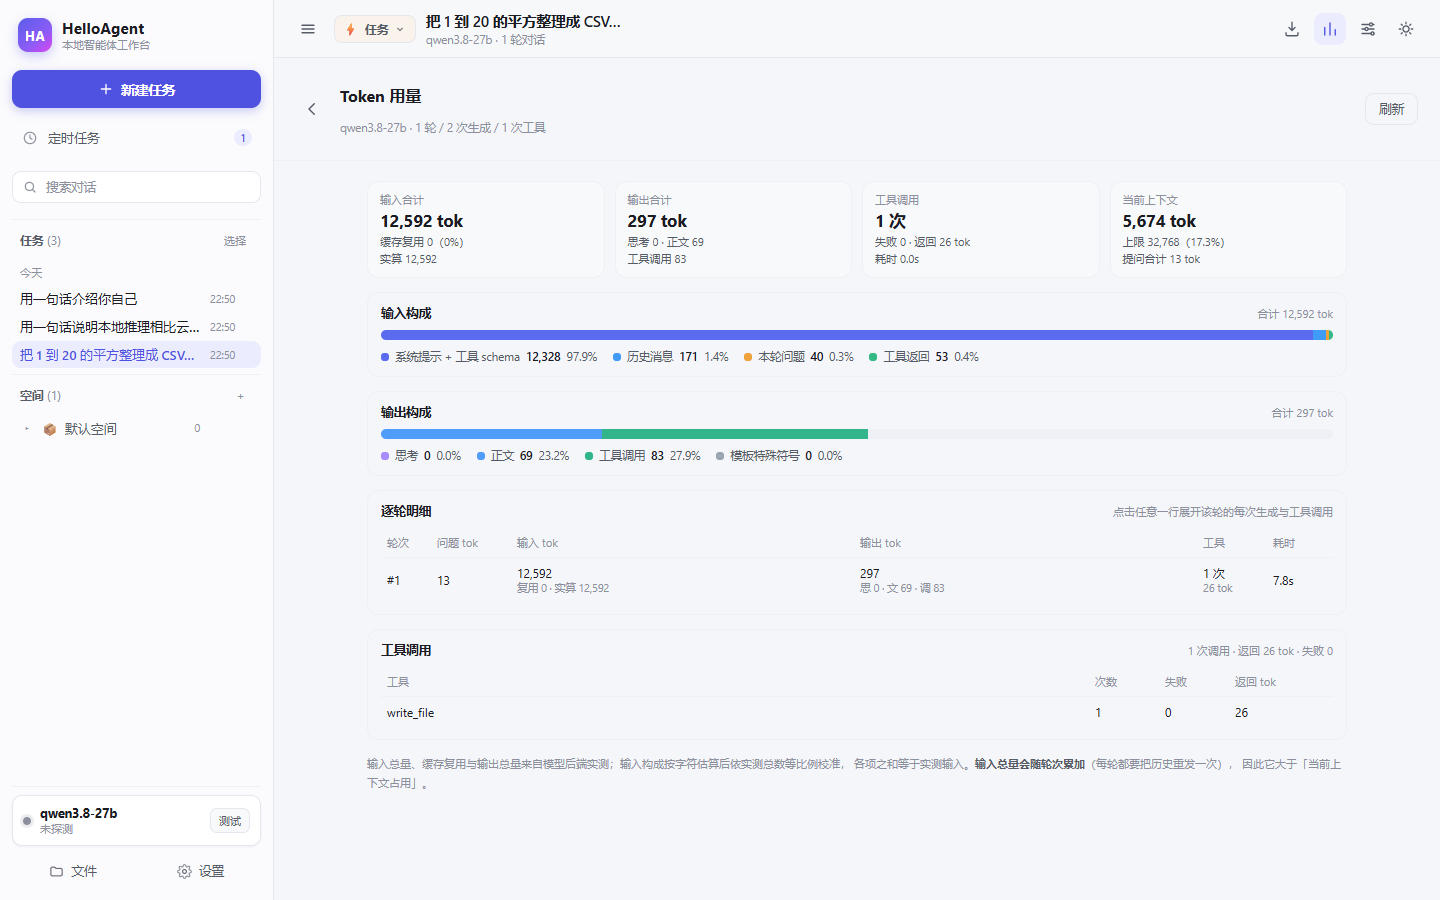 HA
HelloAgent
本地智能体工作台
+ 新建任务
定时任务 1
搜索对话
任务 (3) 选择
今天
用一句话介绍你自己 22:50
用一句话说明本地推理相比云... 22:50
把 1 到 20 的平方整理成 CSV... 22:50
空间 (1) +
默认空间 0
qwen3.8-27b
未探测
测试
文件 设置
任务
把 1 到 20 的平方整理成 CSV...
qwen3.8-27b · 1 轮对话
Token 用量
qwen3.8-27b · 1 轮 / 2 次生成 / 1 次工具
刷新
输入合计
12,592 tok
缓存复用 0（0%）
实算 12,592
输出合计
297 tok
思考 0 · 正文 69
工具调用 83
工具调用
1 次
失败 0 · 返回 26 tok
耗时 0.0s
当前上下文
5,674 tok
上限 32,768（17.3%）
提问合计 13 tok
输入构成 合计 12,592 tok
系统提示 + 工具 schema 12,328 97.9% 历史消息 171 1.4% 本轮问题 40 0.3% 工具返回 53 0.4%
输出构成 合计 297 tok
思考 0 0.0% 正文 69 23.2% 工具调用 83 27.9% 模板特殊符号 0 0.0%
逐轮明细 点击任意一行展开该轮的每次生成与工具调用
轮次 问题 tok 输入 tok 输出 tok 工具 耗时
#1 13 12,592 297 1 次 7.8s
复用 0 · 实算 12,592 思 0 · 文 69 · 调 83 26 tok
工具调用 1 次调用 · 返回 26 tok · 失败 0
工具 次数 失败 返回 tok
write_file 1 0 26
输入总量、缓存复用与输出总量来自模型后端实测；输入构成按字符估算后依实测总数等比例校准， 各项之和等于实测输入。输入总量会随轮次累加（每轮都要把历史重发一次）， 因此它大于「当前上
下文占用」。